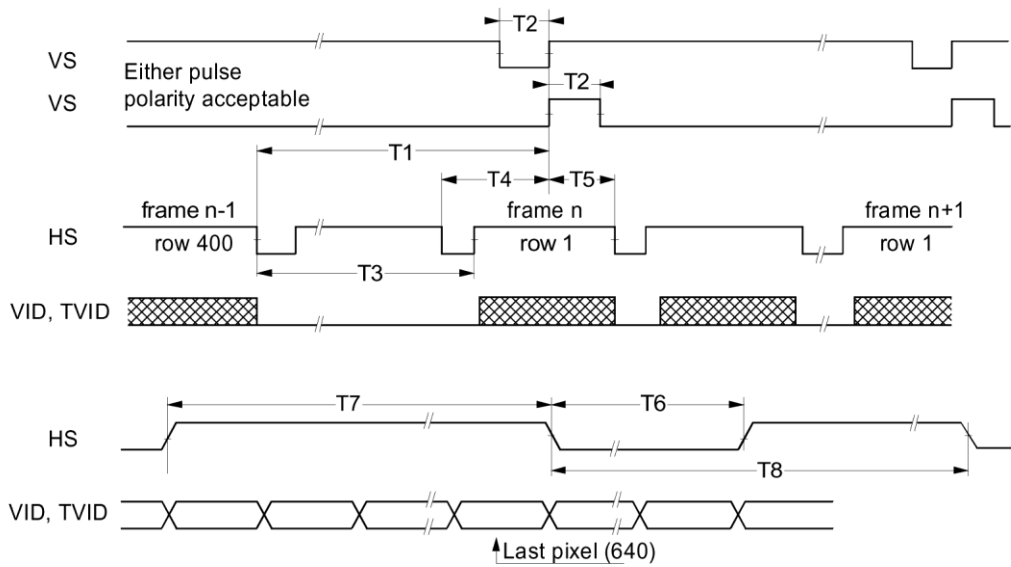 T2
VS
Either pulse
polarity acceptable
T2
VS
T1
T4
T5
frame n-1
frame n
frame n+1
HS
row 400
row 1
row 1
T3
VID, TVID
T7
T6
HS
T8
VID, TVID
Last pixel (640)